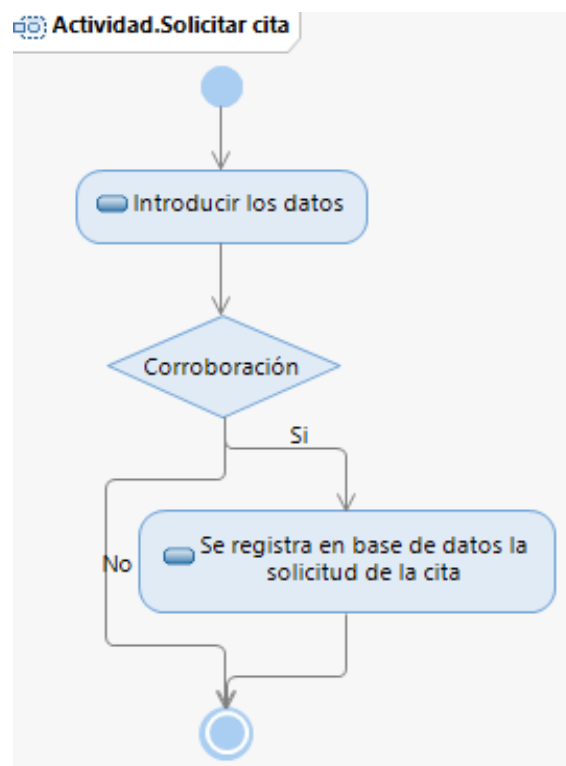 Actividad.Solicitar cita
Introducir los datos
Corroboración
Si
No
Se registra en base de datos la
solicitud de la cita